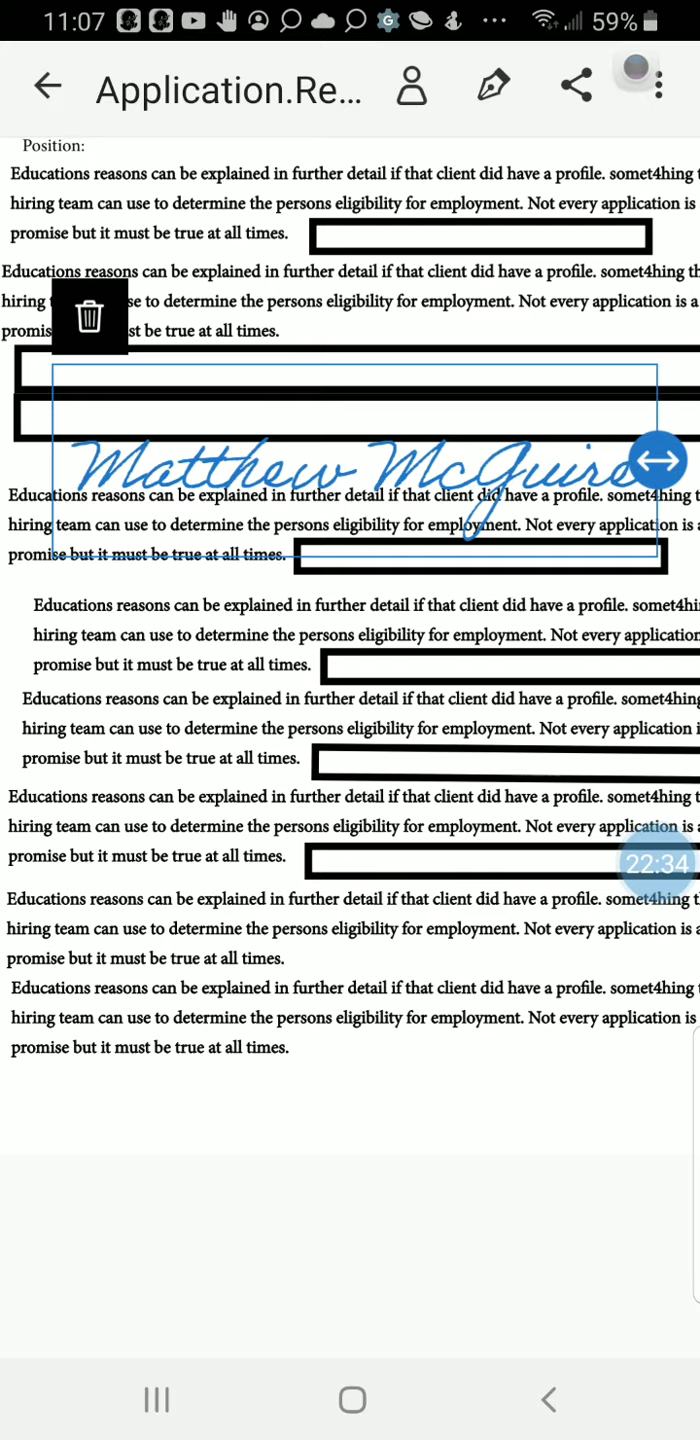 11:07 59%
Application.Re...
Position:
Educations reasons can be explained in further detail if that client did have a profile. somet4hing
hiring team can use to determine the persons eligibility for employment. Not every application is
promise but it must be true at all times.
Educations reasons can be explained in further detail if that client did have a profile. somet4hing th
hiring se to determine the persons eligibility for employment. Not every application is a
promis st be true at all times.
Matthew McGuire
Educations reasons can be explained in further detail if that client did have a profile. somet4hing t
hiring team can use to determine the persons eligibility for employment. Not every application is a
promise but it must be true at all times.
Educations reasons can be explained in further detail if that client did have a profile. somet4hi
hiring team can use to determine the persons eligibility for employment. Not every application
promise but it must be true at all times.
Educations reasons can be explained in further detail if that client did have a profile. somet4hing
hiring team can use to determine the persons eligibility for employment. Not every application i
promise but it must be true at all times.
Educations reasons can be explained in further detail if that client did have a profile. somet4hing t
hiring team can use to determine the persons eligibility for employment. Not every application is a
promise but it must be true at all times.
22:34
Educations reasons can be explained in further detail if that client did have a profile. somet4hing t
hiring team can use to determine the persons eligibility for employment. Not every application is a
promise but it must be true at all times.
Educations reasons can be explained in further detail if that client did have a profile. somet4hing
hiring team can use to determine the persons eligibility for employment. Not every application is
promise but it must be true at all times.